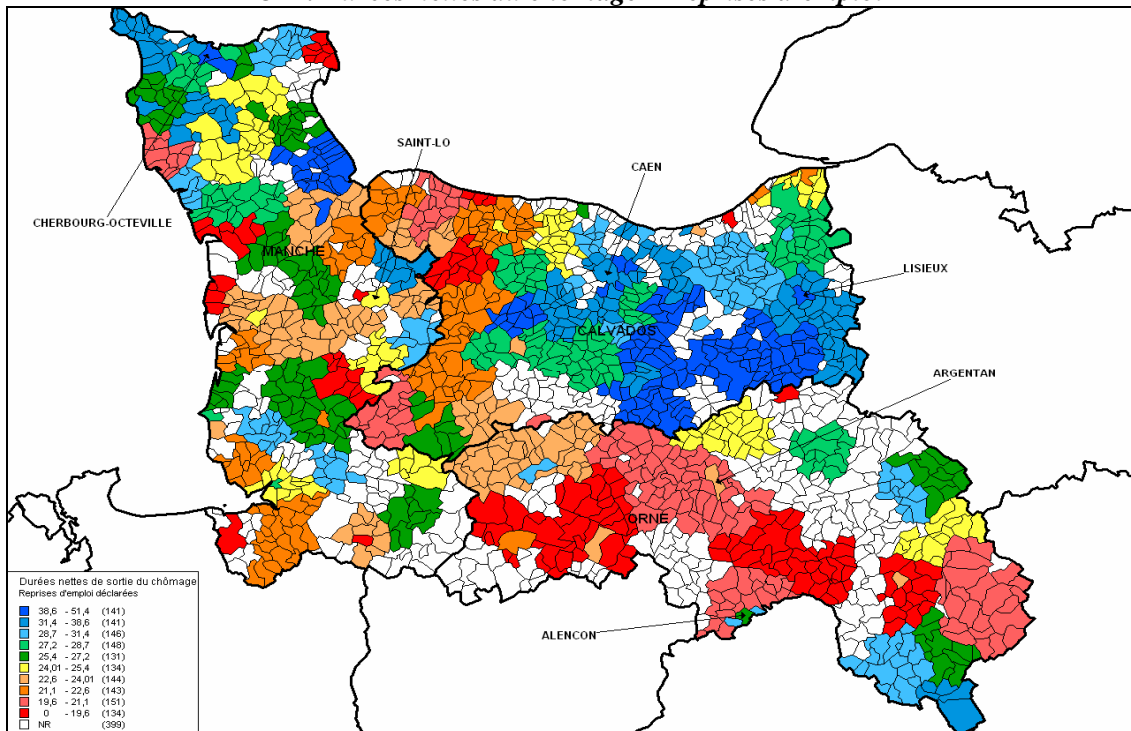 SAINT-LO
CAEN
CHERBOURG-OCTEVILLE
MANCHE
LISIEUX
CALVADOS
ARGENTAN
ORNE
ALENCON
Durées nettes de sortie du chômage
Reprises d'emploi déclarées
38,6 - 51,4 (141)
31,4 - 38,6 (141)
28,7 - 31,4 (146)
27,2 - 28,7 (148)
25,4 - 27,2 (131)
24,01 - 25,4 (134)
22,6 - 24,01 (144)
21,1 - 22,6 (143)
19,6 - 21,1 (151)
0 - 19,6 (134)
NR (399)